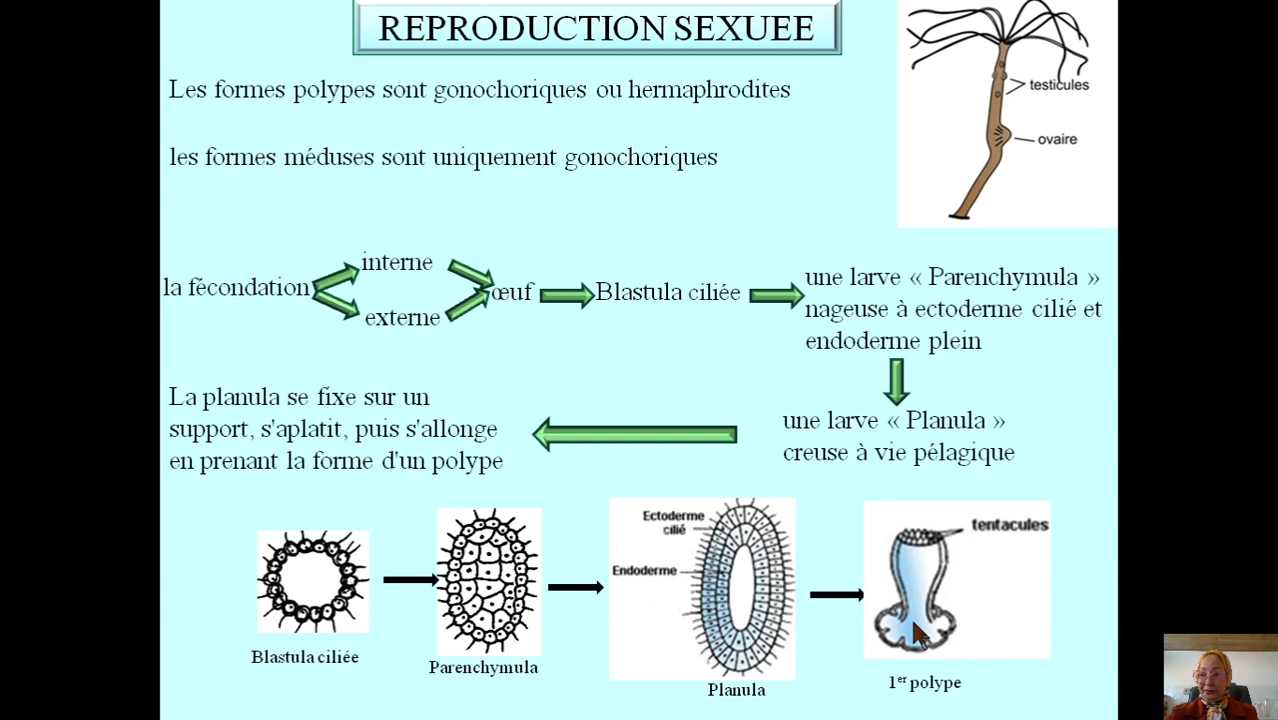 REPRODUCTION SEXUEE
testicules
ovaire
Les formes polypes sont gonochoriques ou hermaphrodites
les formes méduses sont uniquement gonochoriques
la fécondation
interne
externe
œuf
Blastula ciliée
une larve « Parenchymula »
nageuse à ectoderme cilié et
endoderme plein
une larve « Planula »
creuse à vie pélagique
La planula se fixe sur un
support, s'aplatit, puis s'allonge
en prenant la forme d'un polype
Ectoderme
cilié
Endoderme
tentacules
Blastula ciliée
Parenchymula
Planula
1er polype